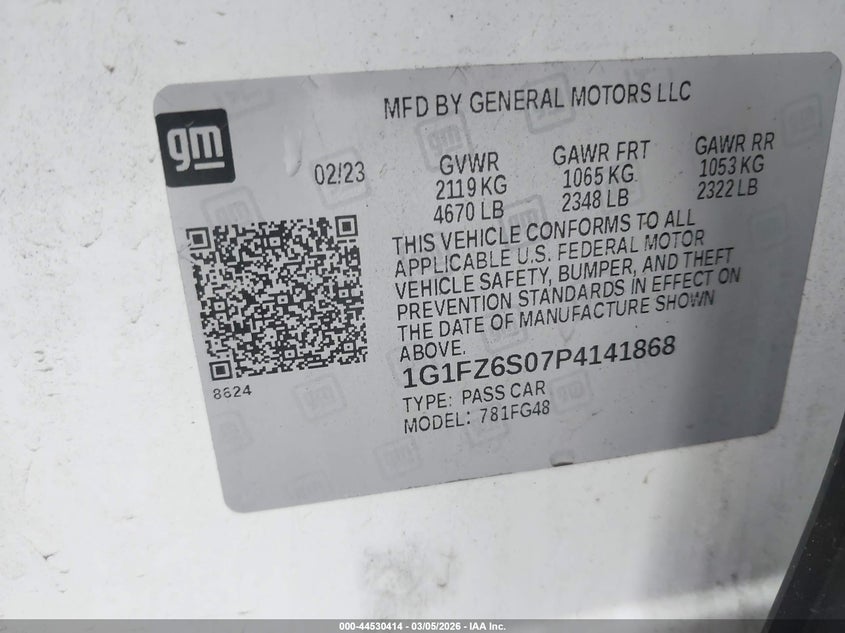 MFD BY GENERAL MOTORS LLC
gm
02/23
GVWR
2119 KG
4670 LB
GAWR FRT
1065 KG
2348 LB
GAWR RR
1053 KG
2322 LB
THIS VEHICLE CONFORMS TO ALL
APPLICABLE U.S. FEDERAL MOTOR
VEHICLE SAFETY, BUMPER, AND THEFT
PREVENTION STANDARDS IN EFFECT ON
THE DATE OF MANUFACTURE SHOWN
ABOVE.
1G1FZ6S07P4141868
TYPE: PASS CAR
MODEL: 781FG48
8624
000-44530414 - 03/05/2026 - IAA Inc.